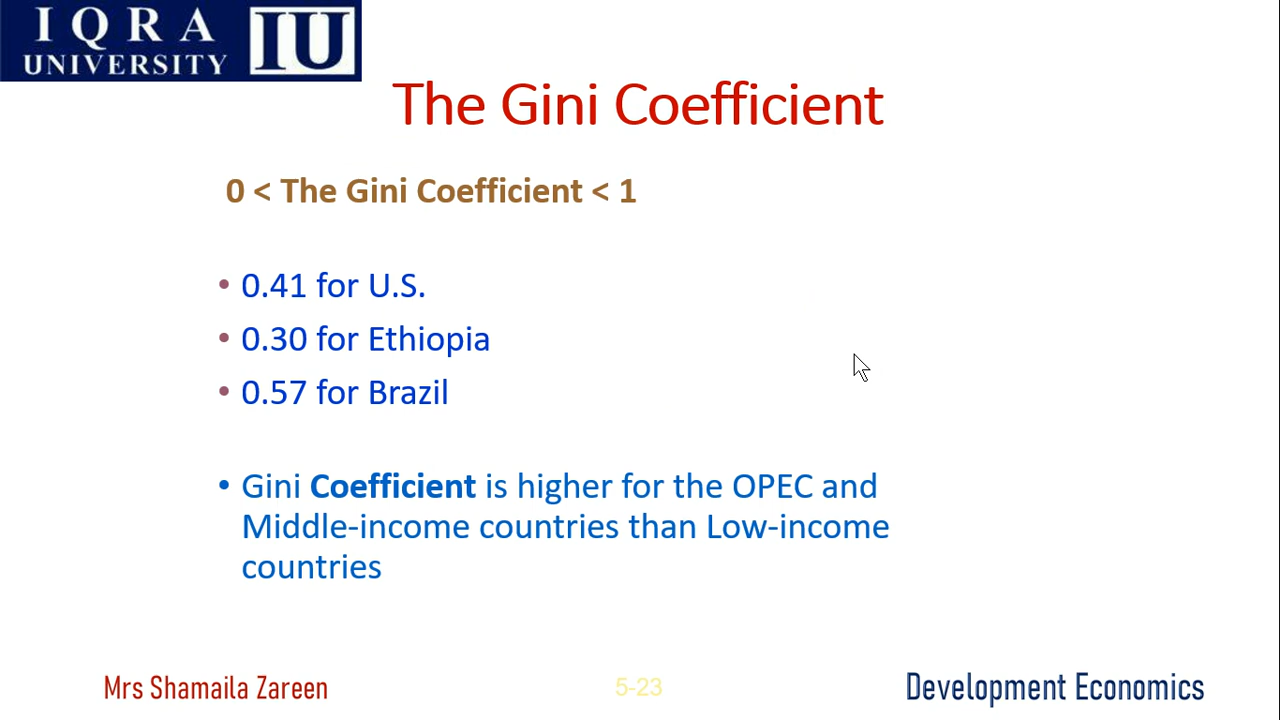 IQRA
UNIVERSITY
IU
The Gini Coefficient
0 < The Gini Coefficient < 1
• 0.41 for U.S.
• 0.30 for Ethiopia
• 0.57 for Brazil
• Gini Coefficient is higher for the OPEC and
Middle-income countries than Low-income
countries
Mrs Shamaila Zareen
5-23
Development Economics